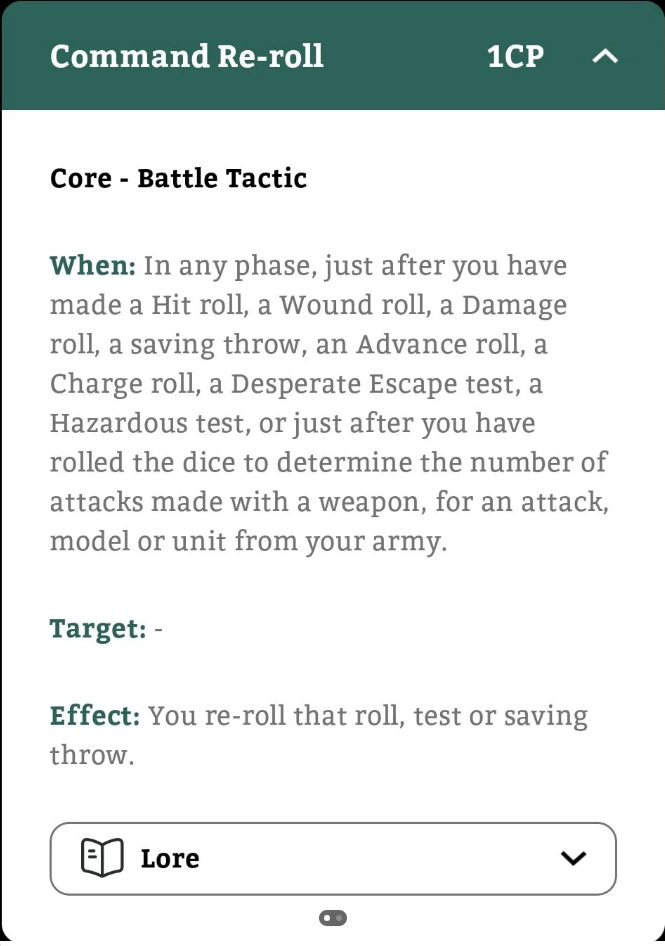 Command Re-roll 1CP
Core - Battle Tactic
When: In any phase, just after you have
made a Hit roll, a Wound roll, a Damage
roll, a saving throw, an Advance roll, a
Charge roll, a Desperate Escape test, a
Hazardous test, or just after you have
rolled the dice to determine the number of
attacks made with a weapon, for an attack,
model or unit from your army.
Target: -
Effect: You re-roll that roll, test or saving
throw.
Lore